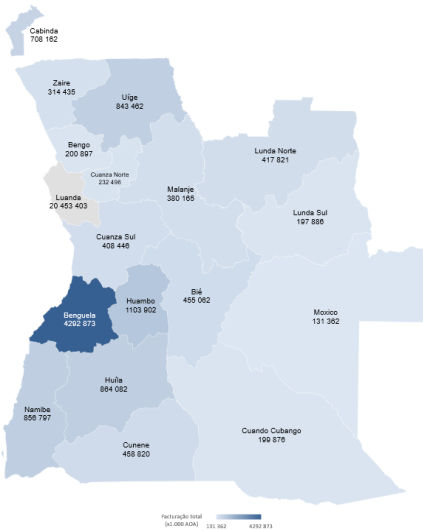 Cabinda
708 162
Zaire
314 435
Uíge
843 462
Bengo
200 897
Cuanza Norte
232 496
Luanda
20 453 403
Malanje
380 165
Lunda Norte
417 821
Lunda Sul
197 886
Cuanza Sul
408 446
Benguela
4292 873
Huambo
1103 902
Bié
455 062
Moxico
131 362
Huíla
864 082
Namibe
856 797
Cunene
458 820
Cuando Cubango
199 876
Facturação total
(x1.000 AOA)
131 362
4292 873